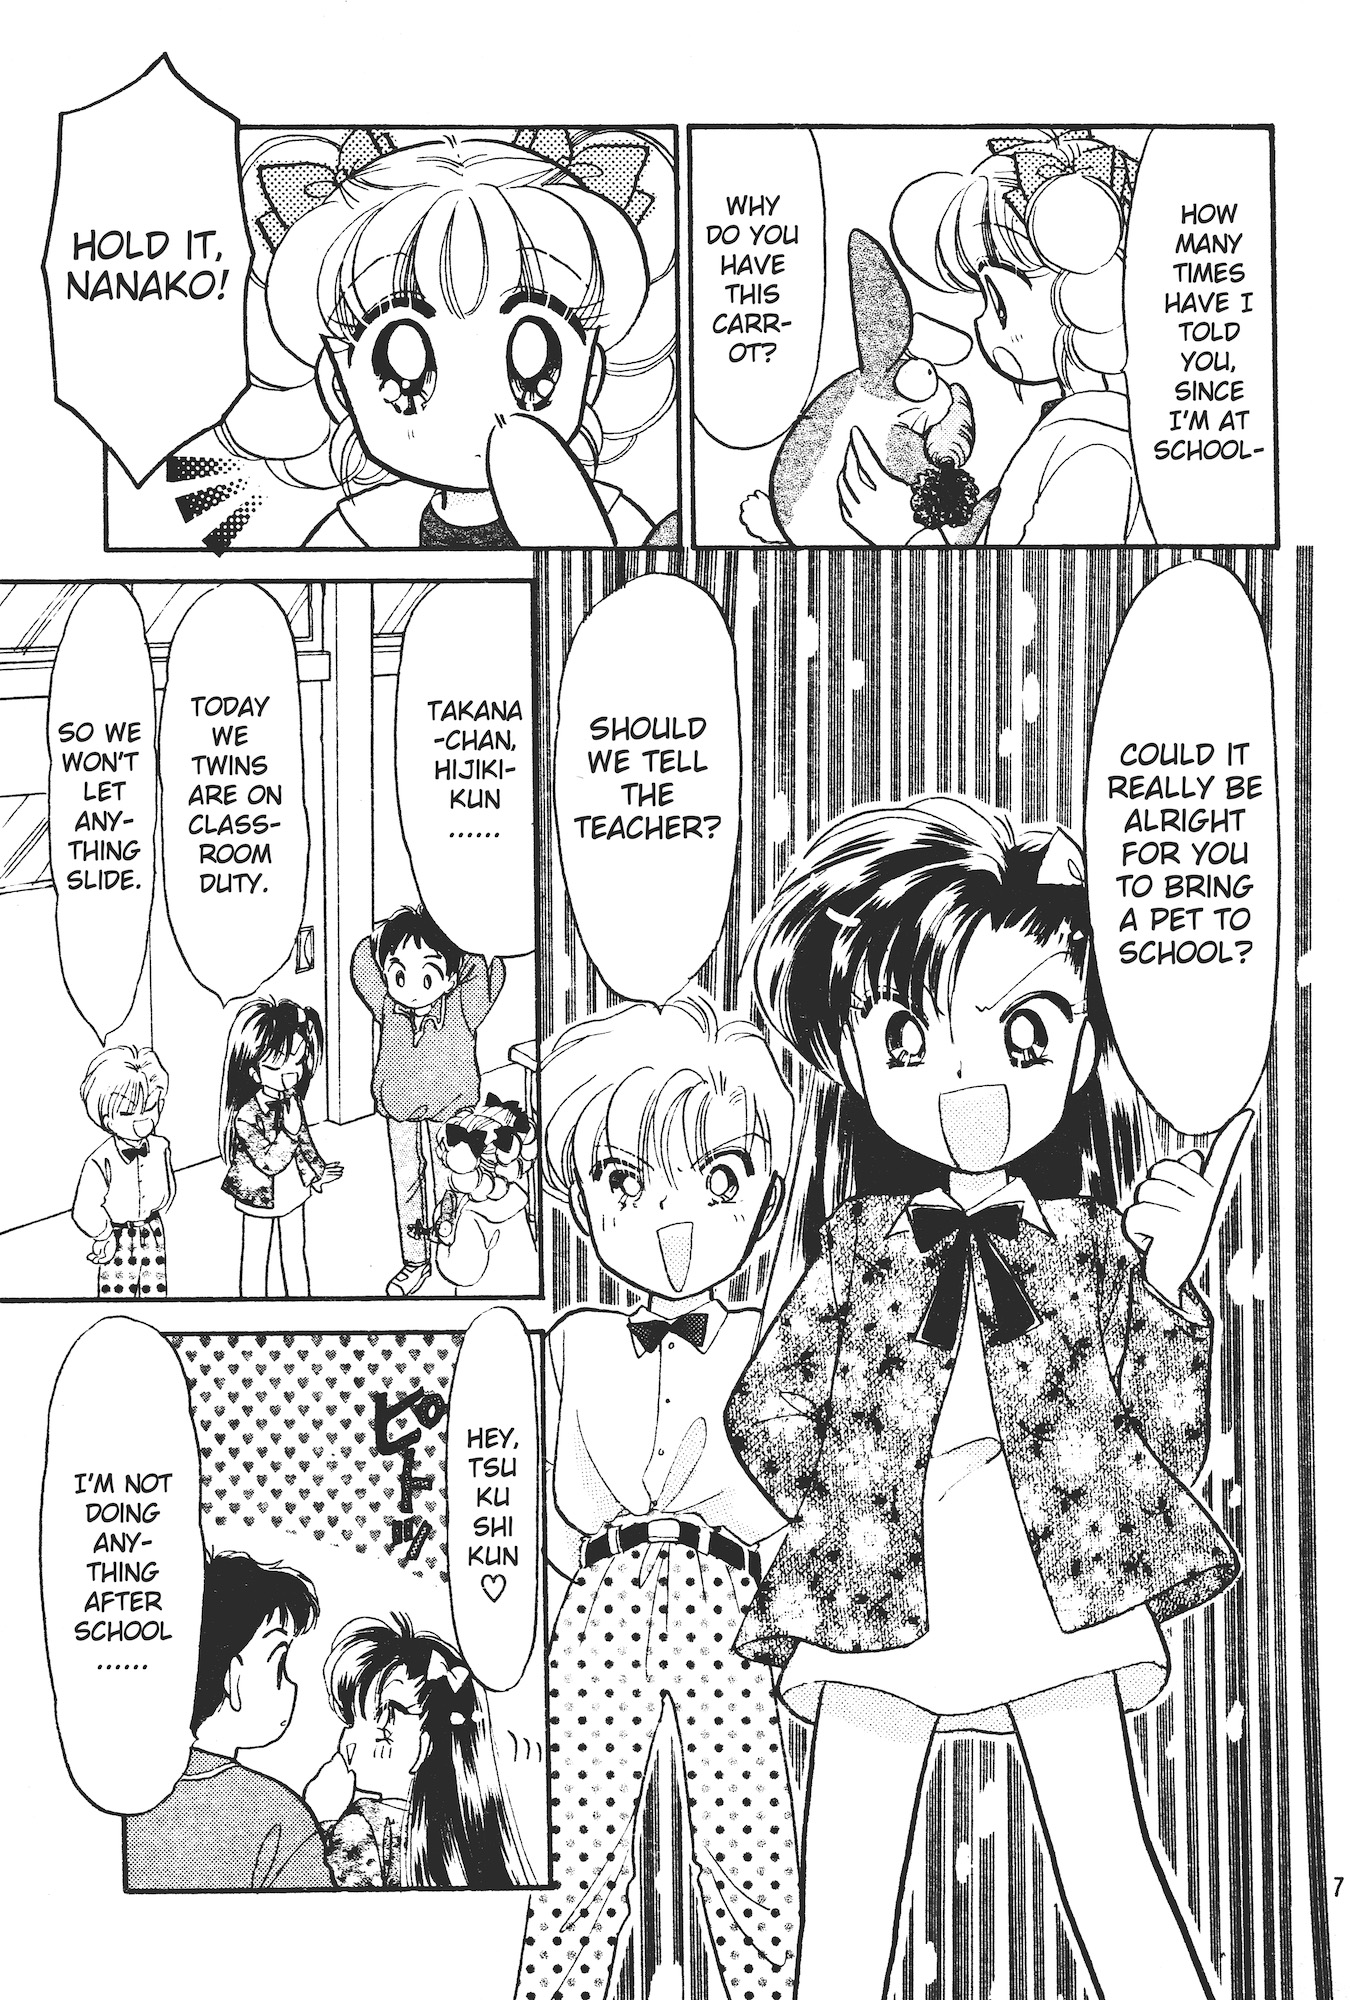 HOW
MANY
TIMES
HAVE I
TOLD
YOU,
SINCE
I'M AT
SCHOOL-
WHY
DO YOU
HAVE
THIS
CARR-
OT?
HOLD IT,
NANAKO!
COULD IT
REALLY BE
ALRIGHT
FOR YOU
TO BRING
A PET TO
SCHOOL?
SHOULD
WE TELL
THE
TEACHER?
TAKANA
-CHAN,
HIJIKI-
KUN
......
TODAY
WE
TWINS
ARE ON
CLASS-
ROOM
DUTY.
SO WE
WON'T
LET
ANY-
THING
SLIDE.
HEY,
TSU
KU
SHI
KUN
♡
ピトッ
I'M NOT
DOING
ANY-
THING
AFTER
SCHOOL
......
7